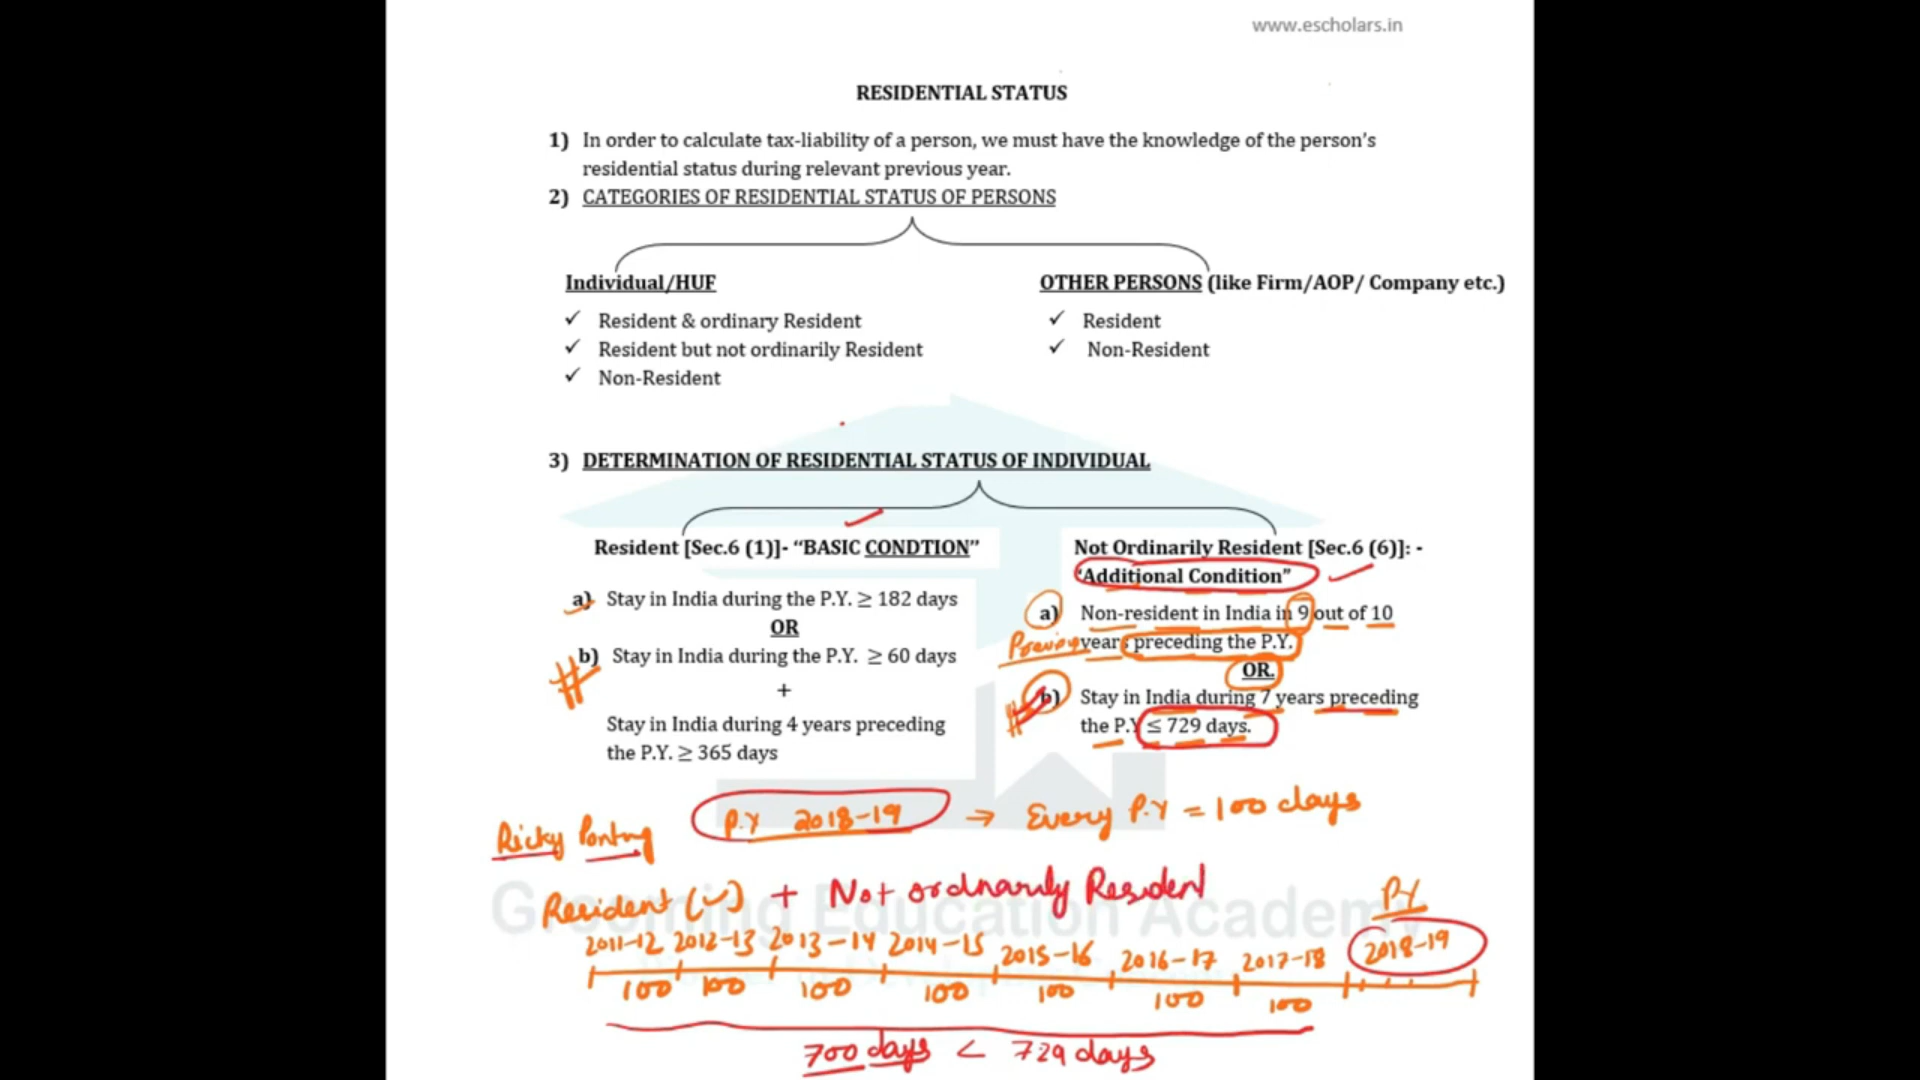 www.escholars.in
RESIDENTIAL STATUS
1) In order to calculate tax-liability of a person, we must have the knowledge of the person's
residential status during relevant previous year.
2) CATEGORIES OF RESIDENTIAL STATUS OF PERSONS
Individual/HUF
✓ Resident & ordinary Resident
✓ Resident but not ordinarily Resident
✓ Non-Resident
OTHER PERSONS (like Firm/AOP/ Company etc.)
✓ Resident
✓ Non-Resident
3) DETERMINATION OF RESIDENTIAL STATUS OF INDIVIDUAL
Resident [Sec.6 (1)]- "BASIC CONDTION"
a) Stay in India during the P.Y. ≥ 182 days
OR
b) Stay in India during the P.Y. ≥ 60 days
+
Stay in India during 4 years preceding
the P.Y. ≥ 365 days
Not Ordinarily Resident [Sec.6 (6)]: -
"Additional Condition"
a) Non-resident in India in 9 out of 10
Previous years preceding the P.Y.
OR.
b) Stay in India during 7 years preceding
the P.Y ≤ 729 days.
Ricky Ponting P.Y 2018-19 → Every P.Y = 100 days
Resident (✓) + Not ordnarily Resident
Grooming Education Academy
P.Y
2011-12 2012-13 2013-14 2014-15 2015-16 2016-17 2017-18 2018-19
100 100 100 100 100 100 100
700 days < 729 days